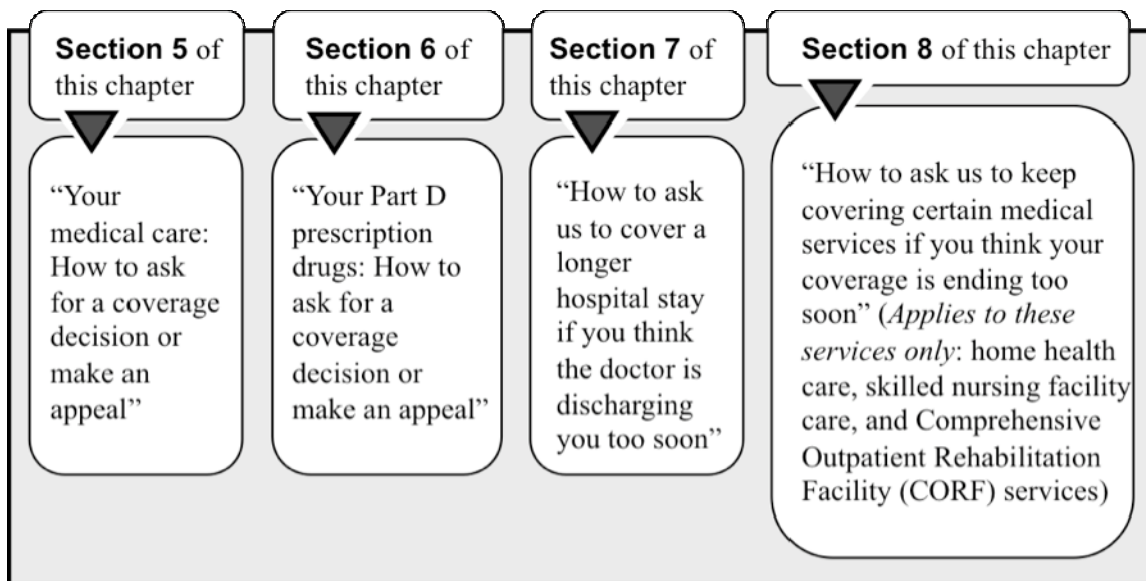 Section 5 of
this chapter
“Your
medical care:
How to ask
for a coverage
decision or
make an
appeal”
Section 6 of
this chapter
“Your Part D
prescription
drugs: How to
ask for a
coverage
decision or
make an appeal”
Section 7 of
this chapter
“How to ask
us to cover a
longer
hospital stay
if you think
the doctor is
discharging
you too soon”
Section 8 of this chapter
“How to ask us to keep
covering certain medical
services if you think your
coverage is ending too
soon” (Applies to these
services only: home health
care, skilled nursing facility
care, and Comprehensive
Outpatient Rehabilitation
Facility (CORF) services)